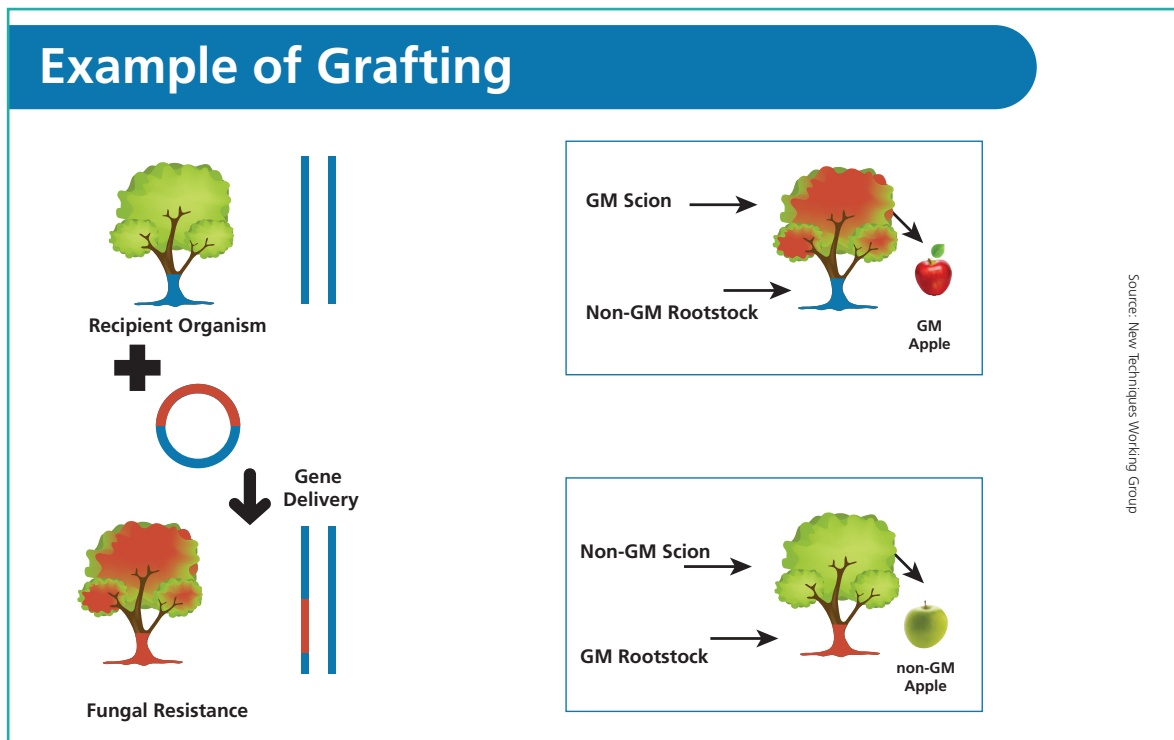 Example of Grafting
Recipient Organism
Gene
Delivery
Fungal Resistance
GM Scion
Non-GM Rootstock
GM
Apple
Non-GM Scion
GM Rootstock
non-GM
Apple
Source: New Techniques Working Group